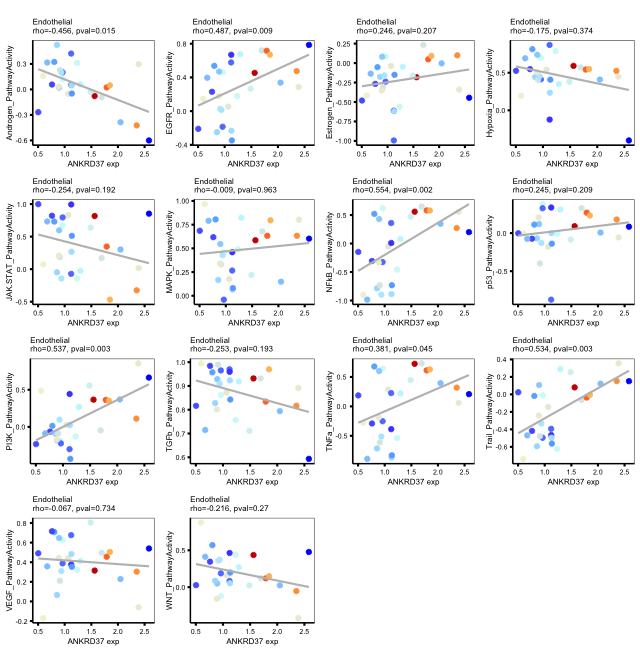 Endothelial
rho=-0.456, pval=0.015
Androgen_PathwayActivity
0.6
0.3
0.0
-0.3
-0.6
0.5 1.0 1.5 2.0 2.5
ANKRD37 exp
Endothelial
rho=0.487, pval=0.009
EGFR_PathwayActivity
0.8
0.4
0.0
-0.4
0.5 1.0 1.5 2.0 2.5
ANKRD37 exp
Endothelial
rho=0.246, pval=0.207
Estrogen_PathwayActivity
0.25
0.00
-0.25
-0.50
-0.75
-1.00
0.5 1.0 1.5 2.0 2.5
ANKRD37 exp
Endothelial
rho=-0.175, pval=0.374
Hypoxia_PathwayActivity
0.5
0.0
0.5 1.0 1.5 2.0 2.5
ANKRD37 exp
Endothelial
rho=-0.254, pval=0.192
JAK.STAT_PathwayActivity
1.0
0.5
0.0
-0.5
0.5 1.0 1.5 2.0 2.5
ANKRD37 exp
Endothelial
rho=-0.009, pval=0.963
MAPK_PathwayActivity
1.00
0.75
0.50
0.25
0.00
0.5 1.0 1.5 2.0 2.5
ANKRD37 exp
Endothelial
rho=0.554, pval=0.002
NFkB_PathwayActivity
0.5
0.0
-0.5
-1.0
0.5 1.0 1.5 2.0 2.5
ANKRD37 exp
Endothelial
rho=0.245, pval=0.209
p53_PathwayActivity
0.0
-0.5
0.5 1.0 1.5 2.0 2.5
ANKRD37 exp
Endothelial
rho=0.537, pval=0.003
PI3K_PathwayActivity
0.5
0.0
0.5 1.0 1.5 2.0 2.5
ANKRD37 exp
Endothelial
rho=-0.253, pval=0.193
TGFb_PathwayActivity
1.0
0.9
0.8
0.7
0.6
0.5 1.0 1.5 2.0 2.5
ANKRD37 exp
Endothelial
rho=0.381, pval=0.045
TNFa_PathwayActivity
0.5
0.0
-0.5
0.5 1.0 1.5 2.0 2.5
ANKRD37 exp
Endothelial
rho=0.534, pval=0.003
Trail_PathwayActivity
0.4
0.2
0.0
-0.2
-0.4
-0.6
0.5 1.0 1.5 2.0 2.5
ANKRD37 exp
Endothelial
rho=-0.067, pval=0.734
VEGF_PathwayActivity
0.8
0.6
0.4
0.2
0.0
-0.2
0.5 1.0 1.5 2.0 2.5
ANKRD37 exp
Endothelial
rho=-0.216, pval=0.27
WNT_PathwayActivity
0.5
0.0
0.5 1.0 1.5 2.0 2.5
ANKRD37 exp